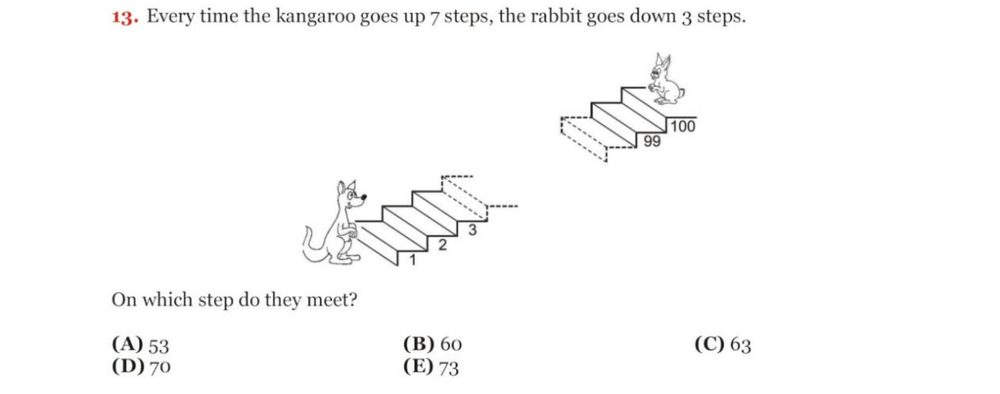 13. Every time the kangaroo goes up 7 steps, the rabbit goes down 3 steps.
100
99
3
2
1
On which step do they meet?
(A) 53 (B) 60 (C) 63
(D) 70 (E) 73